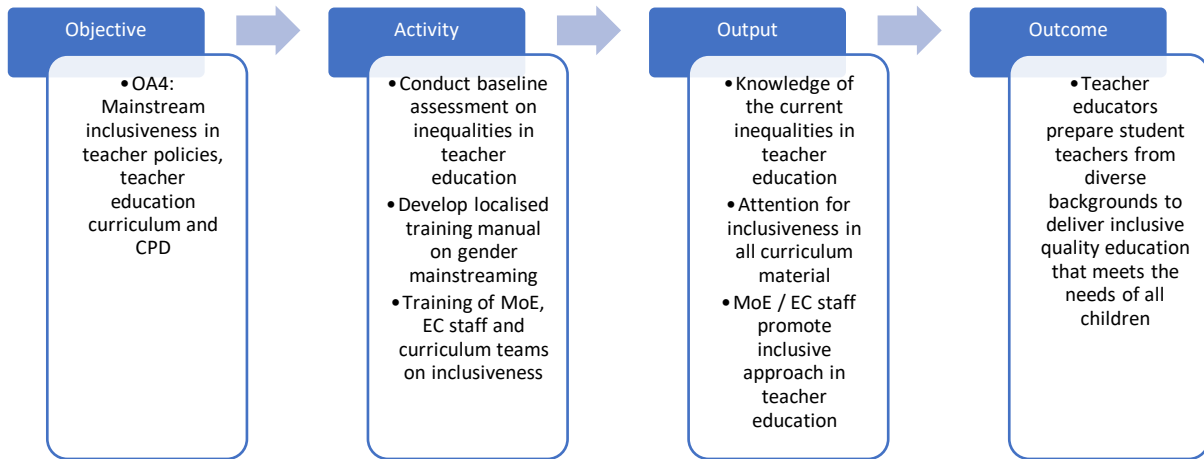 Objective
• OA4:
Mainstream
inclusiveness in
teacher policies,
teacher
education
curriculum and
CPD
Activity
• Conduct baseline
assessment on
inequalities in
teacher
education
• Develop localised
training manual
on gender
mainstreaming
• Training of MoE,
EC staff and
curriculum teams
on inclusiveness
Output
• Knowledge of
the current
inequalities in
teacher
education
• Attention for
inclusiveness in
all curriculum
material
• MoE / EC staff
promote
inclusive
approach in
teacher
education
Outcome
• Teacher
educators
prepare student
teachers from
diverse
backgrounds to
deliver inclusive
quality education
that meets the
needs of all
children